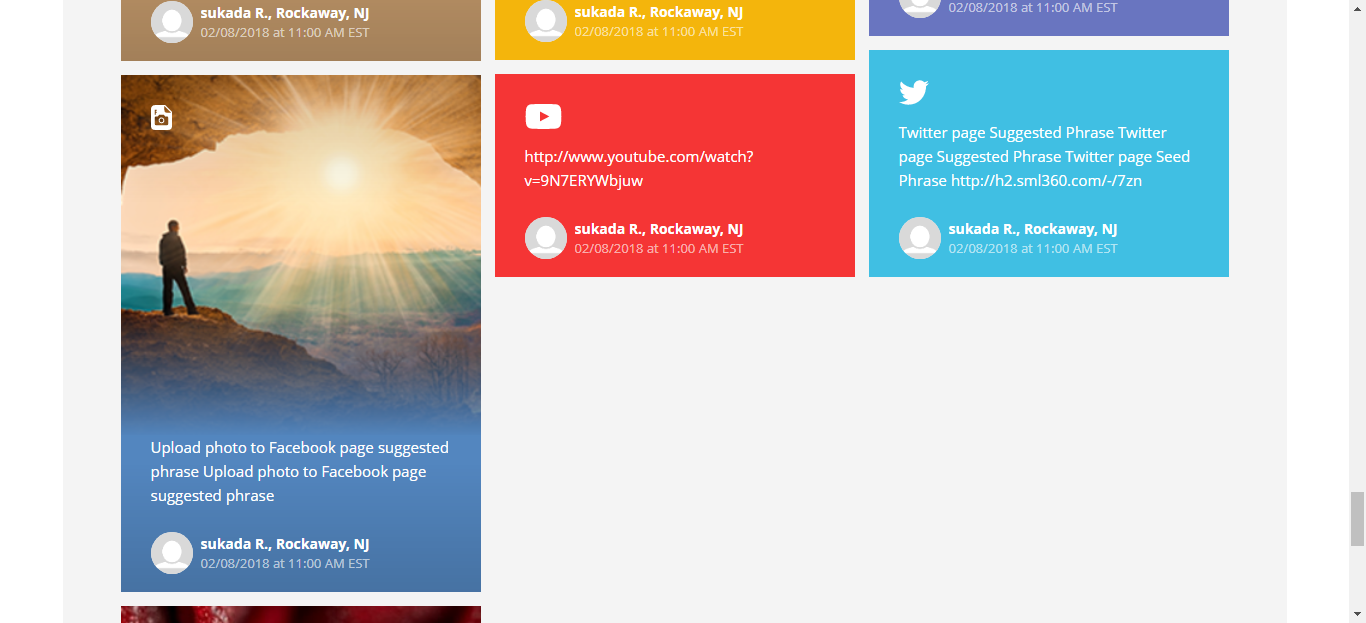 sukada R., Rockaway, NJ
02/08/2018 at 11:00 AM EST
Upload photo to Facebook page suggested
phrase Upload photo to Facebook page
suggested phrase
sukada R., Rockaway, NJ
02/08/2018 at 11:00 AM EST
sukada R., Rockaway, NJ
02/08/2018 at 11:00 AM EST
http://www.youtube.com/watch?
v=9N7ERYWbjuw
sukada R., Rockaway, NJ
02/08/2018 at 11:00 AM EST
02/08/2018 at 11:00 AM EST
Twitter page Suggested Phrase Twitter
page Suggested Phrase Twitter page Seed
Phrase http://h2.sml360.com/-/7zn
sukada R., Rockaway, NJ
02/08/2018 at 11:00 AM EST